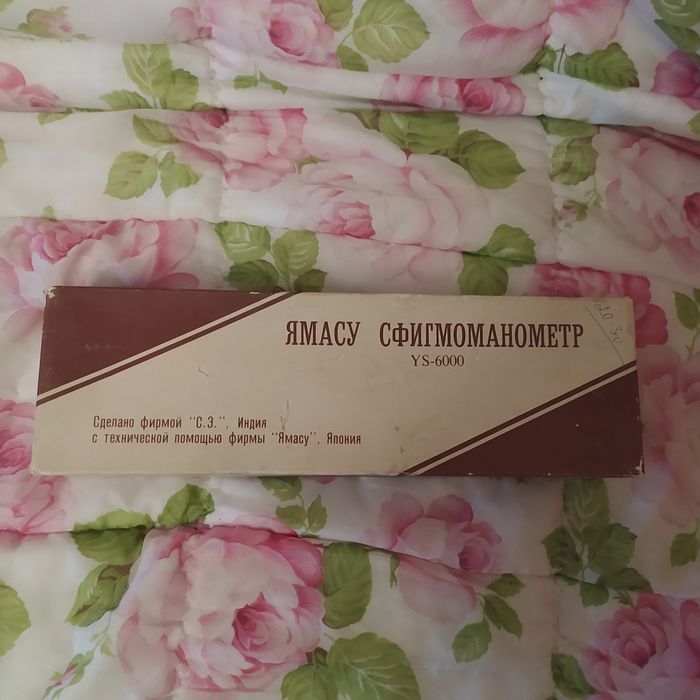 ЯМАСУ СФИГМОМАНОМЕТР
YS-6000
Сделано фирмой "С.Э.", Индия
с технической помощью фирмы "Ямасу", Япония